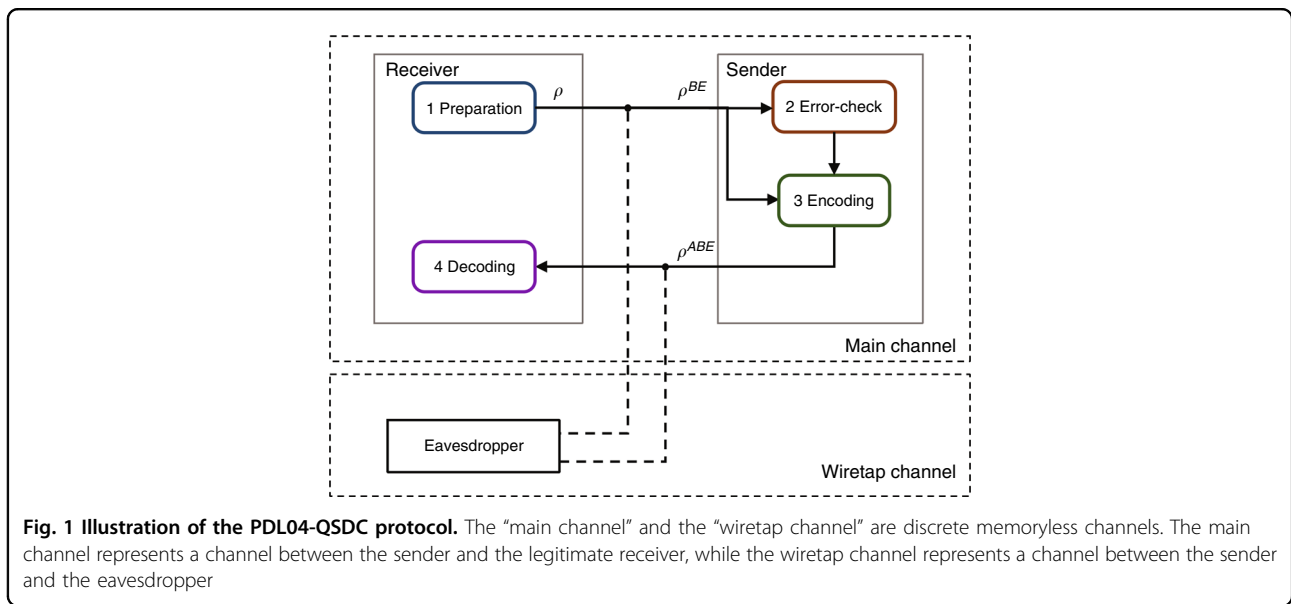 Receiver
Sender
1 Preparation
ρ
ρ^BE
2 Error-check
3 Encoding
4 Decoding
ρ^ABE
Main channel
Eavesdropper
Wiretap channel
Fig. 1 Illustration of the PDL04-QSDC protocol. The “main channel” and the “wiretap channel” are discrete memoryless channels. The main
channel represents a channel between the sender and the legitimate receiver, while the wiretap channel represents a channel between the sender
and the eavesdropper